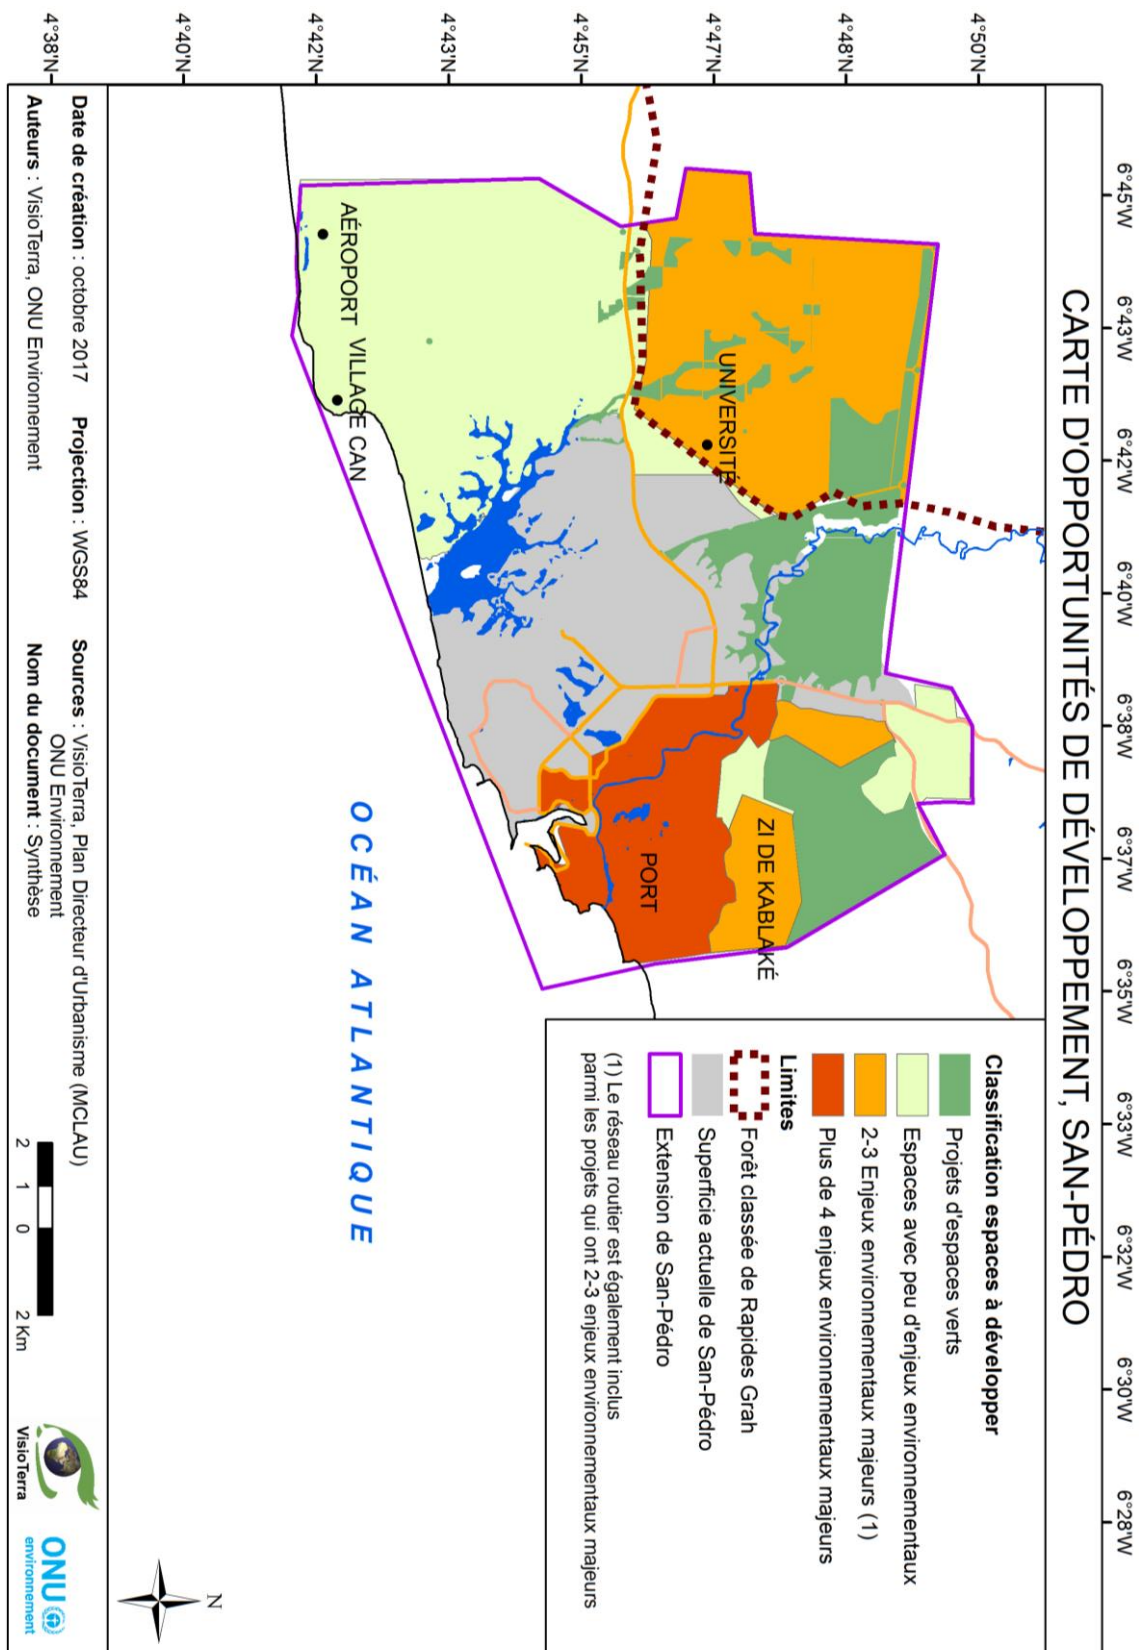 CARTE D'OPPORTUNITÉS DE DÉVELOPPEMENT, SAN-PÉDRO
6°45'W
6°43'W
6°42'W
6°40'W
6°38'W
6°37'W
6°35'W
6°33'W
6°32'W
6°30'W
6°28'W
4°50'N
4°48'N
4°47'N
4°45'N
4°43'N
4°42'N
4°40'N
4°38'N
UNIVERSITÉ
ZI DE KABLAKÉ
PORT
AÉROPORT
VILLAGE CAN
OCÉAN ATLANTIQUE
Classification espaces à développer
Projets d'espaces verts
Espaces avec peu d'enjeux environnementaux
2-3 Enjeux environnementaux majeurs (1)
Plus de 4 enjeux environnementaux majeurs
Limites
Forêt classée de Rapides Grah
Superficie actuelle de San-Pédro
Extension de San-Pédro
(1) Le réseau routier est également inclus
parmi les projets qui ont 2-3 enjeux environnementaux majeurs
N
Date de création : octobre 2017 Projection : WGS84
Auteurs : VisioTerra, ONU Environnement
Sources : VisioTerra, Plan Directeur d'Urbanisme (MCLAU)
ONU Environnement
Nom du document : Synthèse
2 1 0 2 Km
VisioTerra
ONU
environnement